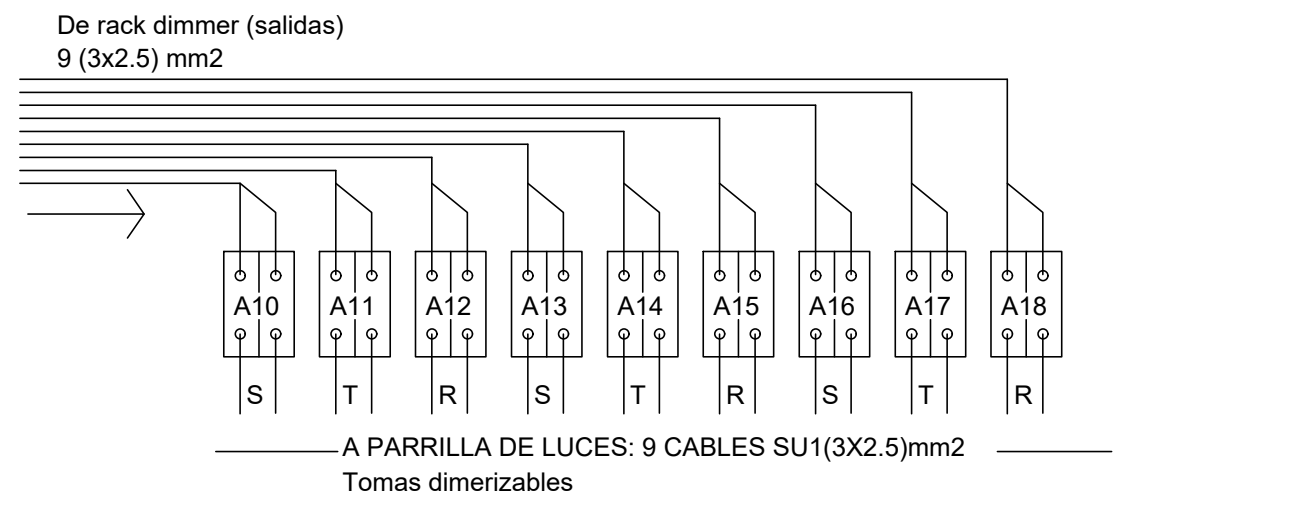 De rack dimmer (salidas)
9 (3x2.5) mm2
A10 A11 A12 A13 A14 A15 A16 A17 A18
S T R S T R S T R
A PARRILLA DE LUCES: 9 CABLES SU1(3X2.5)mm2
Tomas dimerizables